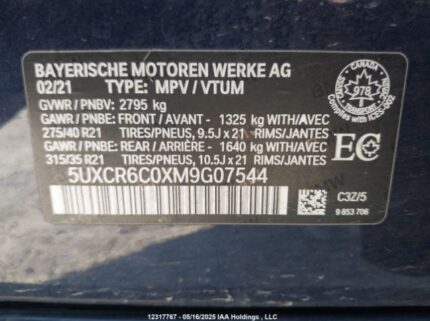 BAYERISCHE MOTOREN WERKE AG
02/21 TYPE: MPV / VTUM
GVWR / PNBV: 2795 kg
GAWR / PNBE: FRONT / AVANT - 1325 kg WITH/AVEC
275/40 R21 TIRES/PNEUS, 9.5J x 21 RIMS/JANTES
GAWR / PNBE: REAR / ARRIÈRE - 1640 kg WITH/AVEC
315/35 R21 TIRES/PNEUS, 10.5J x 21 RIMS/JANTES
5UXCR6C0XM9G07544
CANADA
978
TRANSPORT
Complies with ICES-002
EC
C3Z/5
9 853 706
12317767 - 05/16/2025 IAA Holdings , LLC